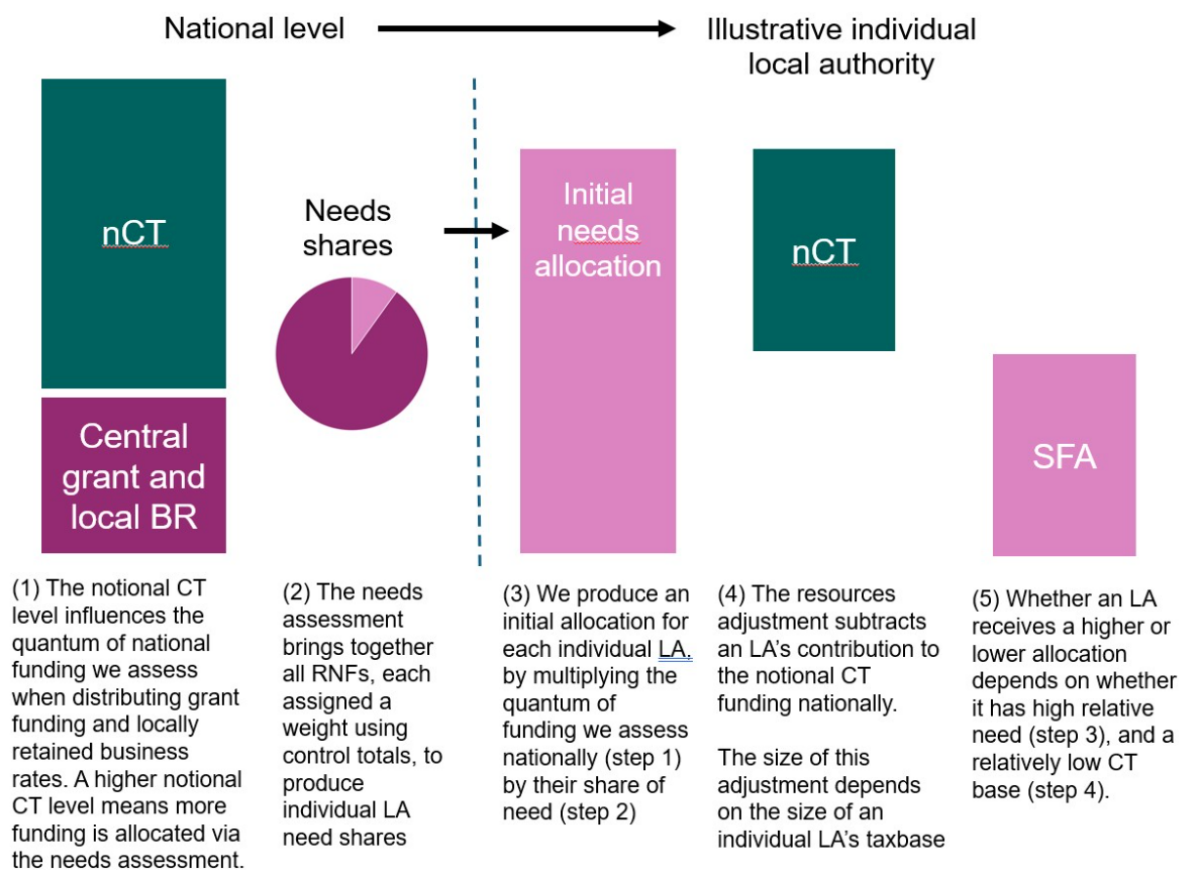 National level
Illustrative individual
local authority
nCT
Central
grant and
local BR
Needs
shares
Initial
needs
allocation
nCT
SFA
(1) The notional CT
level influences the
quantum of national
funding we assess
when distributing grant
funding and locally
retained business
rates. A higher notional
CT level means more
funding is allocated via
the needs assessment.
(2) The needs
assessment
brings together
all RNFs, each
assigned a
weight using
control totals, to
produce
individual LA
need shares
(3) We produce an
initial allocation for
each individual LA,
by multiplying the
quantum of
funding we assess
nationally (step 1)
by their share of
need (step 2)
(4) The resources
adjustment subtracts
an LA's contribution to
the notional CT
funding nationally.
The size of this
adjustment depends
on the size of an
individual LA's taxbase
(5) Whether an LA
receives a higher or
lower allocation
depends on whether
it has high relative
need (step 3), and a
relatively low CT
base (step 4).